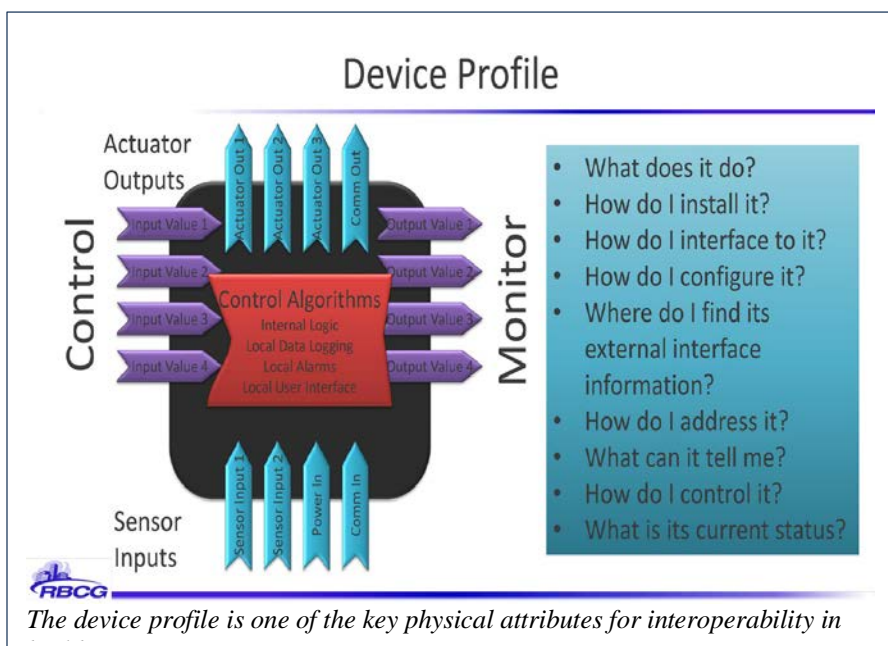 Device Profile
Actuator
Outputs
Actuator Out 1
Actuator Out 2
Actuator Out 3
Comm Out
Control
Input Value 1
Input Value 2
Input Value 3
Input Value 4
Control Algorithms
Internal Logic
Local Data Logging
Local Alarms
Local User Interface
Output Value 1
Output Value 2
Output Value 3
Output Value 4
Monitor
Sensor
Inputs
Sensor Input 1
Sensor Input 2
Power In
Comm In
• What does it do?
• How do I install it?
• How do I interface to it?
• How do I configure it?
• Where do I find its
external interface
information?
• How do I address it?
• What can it tell me?
• How do I control it?
• What is its current status?
RBCG
The device profile is one of the key physical attributes for interoperability in